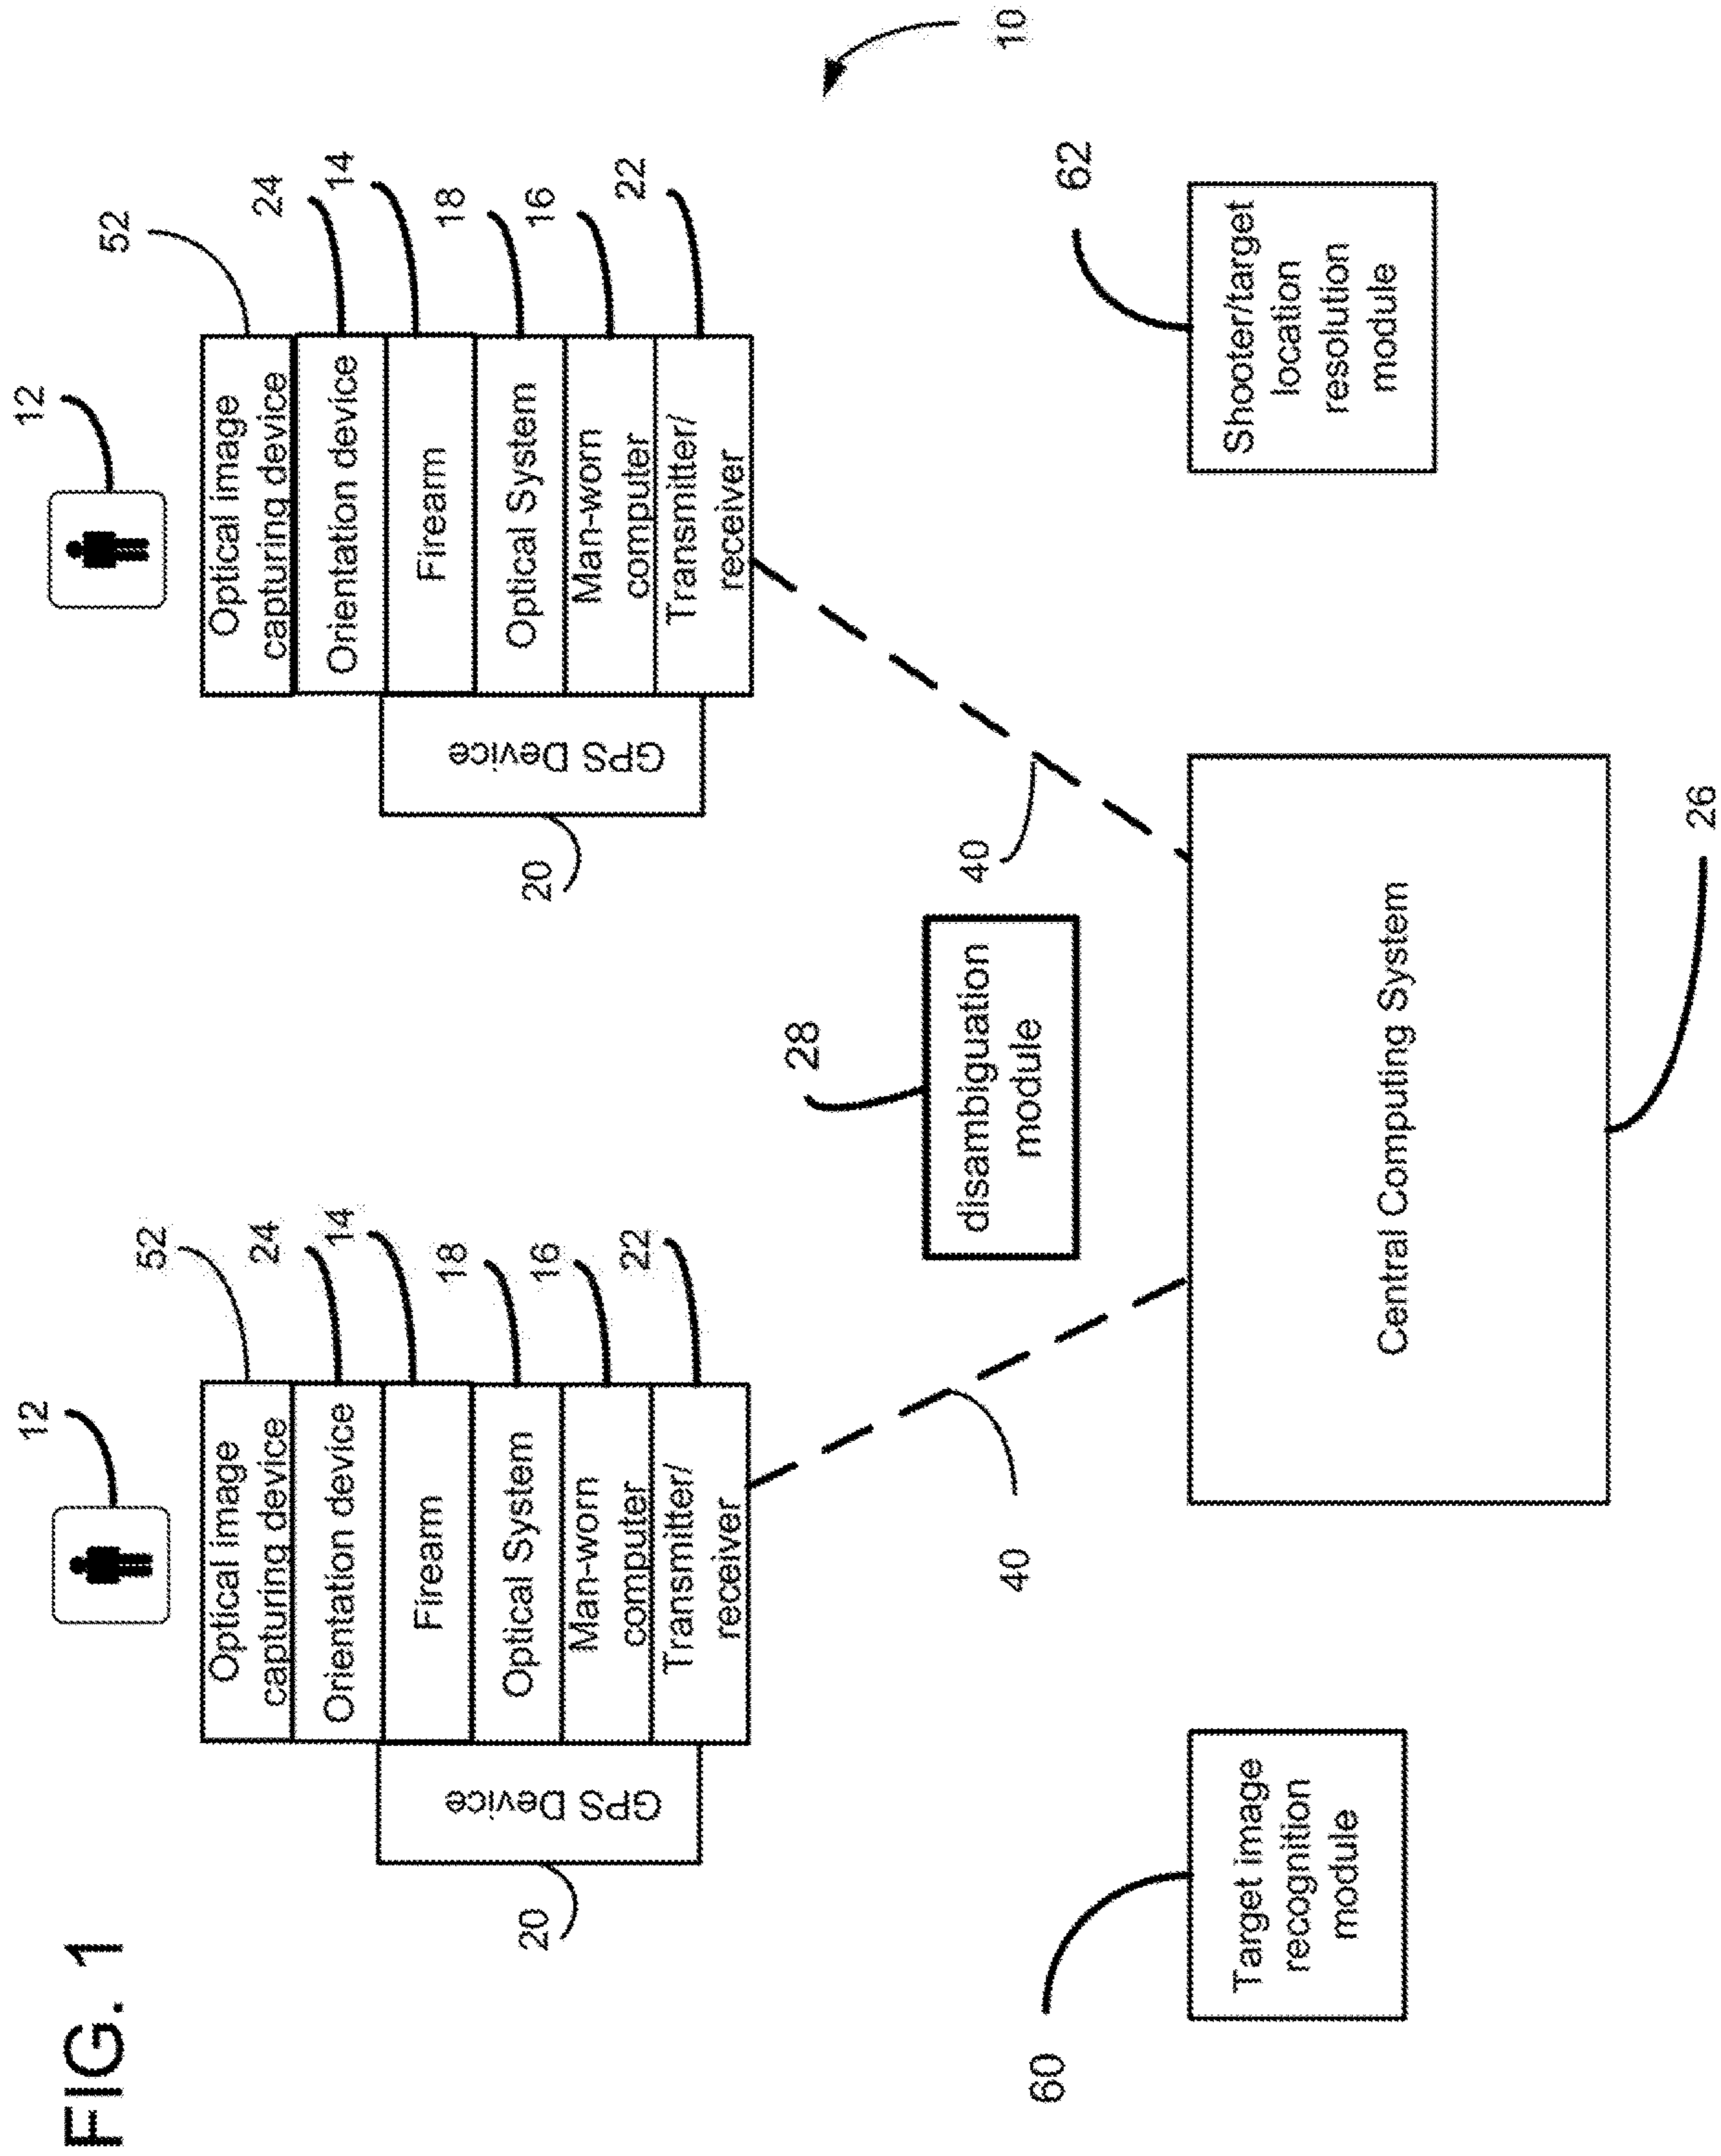 FIG. 1
12
Optical image
capturing device
52
Orientation device
24
Firearm
14
Optical System
18
Man-worn
computer
16
Transmitter/
receiver
22
GPS Device
20
12
Optical image
capturing device
52
Orientation device
24
Firearm
14
Optical System
18
Man-worn
computer
16
Transmitter/
receiver
22
GPS Device
20
10
28
disambiguation
module
40
40
60
Target image
recognition
module
Central Computing System
26
62
Shooter/target
location
resolution
module